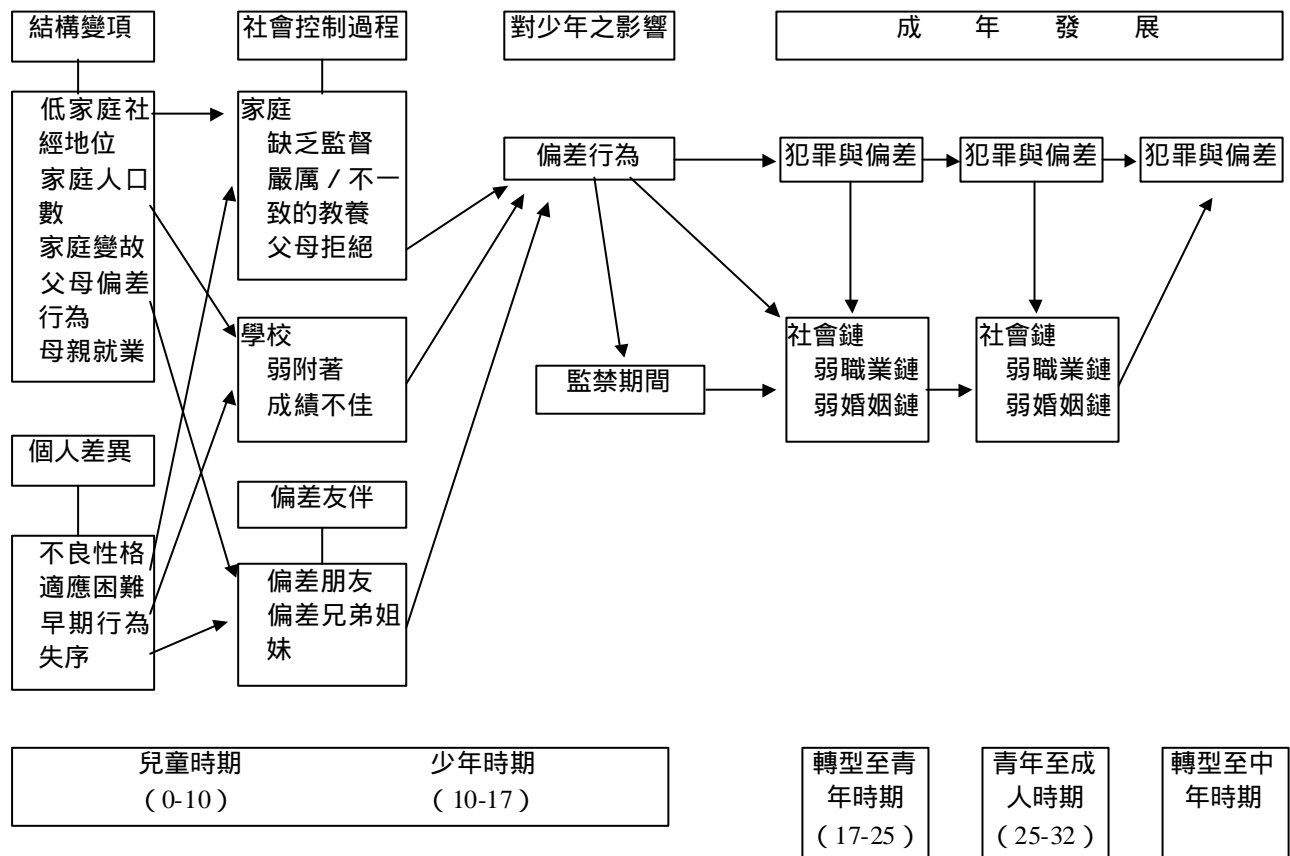 結構變項
社會控制過程
對少年之影響
成 年 發 展
低家庭社
經地位
家庭人口
數
家庭變故
父母偏差
行為
母親就業
家庭
缺乏監督
嚴厲/不一
致的教養
父母拒絕
學校
弱附著
成績不佳
個人差異
不良性格
適應困難
早期行為
失序
偏差友伴
偏差朋友
偏差兄弟姐
妹
偏差行為
監禁期間
犯罪與偏差
犯罪與偏差
犯罪與偏差
社會鏈
弱職業鏈
弱婚姻鏈
社會鏈
弱職業鏈
弱婚姻鏈
兒童時期
(0-10)
少年時期
(10-17)
轉型至青
年時期
(17-25)
青年至成
人時期
(25-32)
轉型至中
年時期